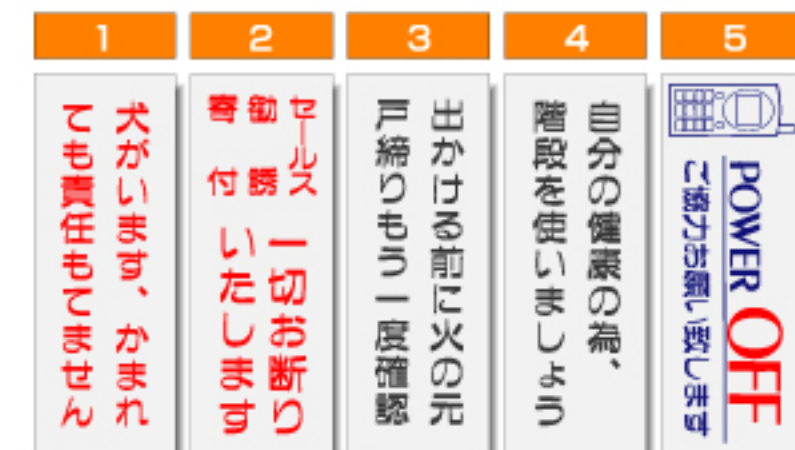 1
犬がいます、かまれ
ても責任もてません
2
セールス
勧誘
寄付
一切お断り
いたします
3
出かける前に火の元
戸締りもう一度確認
4
自分の健康の為、
階段を使いましょう
5
POWER OFF
ご協力お願い致します